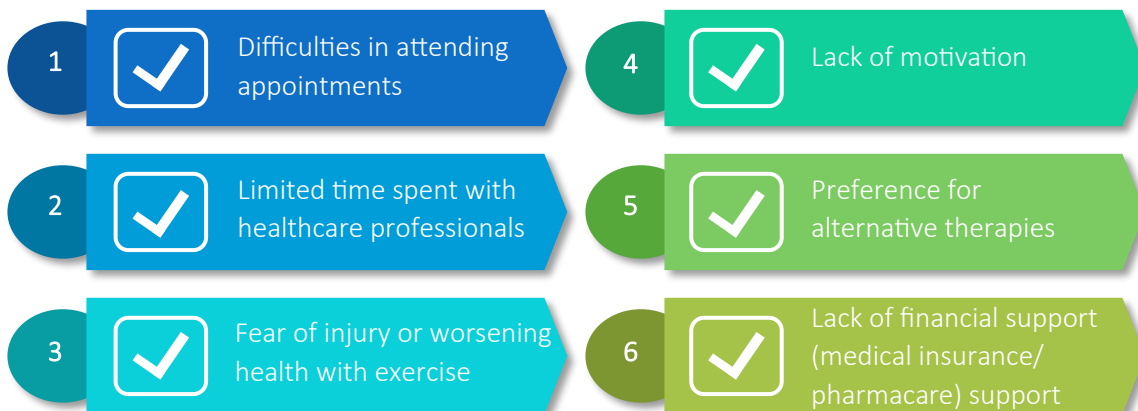 1
Difficulties in attending
appointments
2
Limited time spent with
healthcare professionals
3
Fear of injury or worsening
health with exercise
4
Lack of motivation
5
Preference for
alternative therapies
6
Lack of financial support
(medical insurance/
pharmacare) support